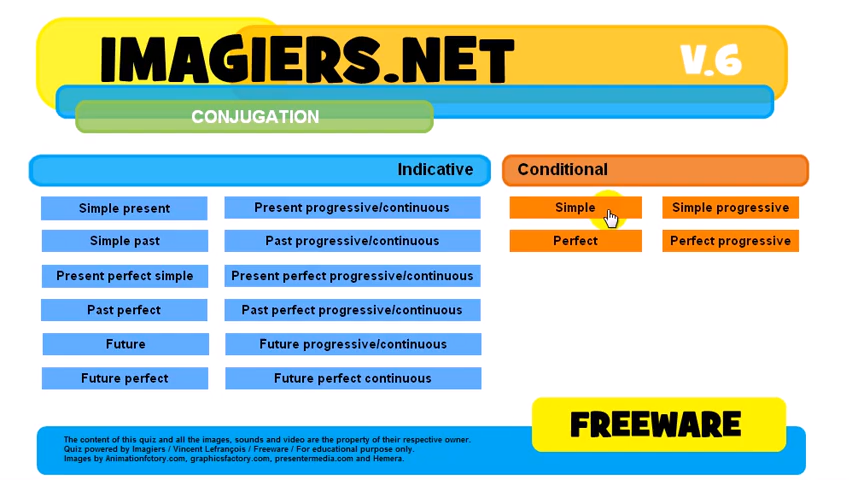 IMAGIERS.NET
V.6
CONJUGATION
Indicative
Conditional
Simple present
Present progressive/continuous
Simple
Simple progressive
Simple past
Past progressive/continuous
Perfect
Perfect progressive
Present perfect simple
Present perfect progressive/continuous
Past perfect
Past perfect progressive/continuous
Future
Future progressive/continuous
Future perfect
Future perfect continuous
FREEWARE
The content of this quiz and all the images, sounds and video are the property of their respective owner.
Quiz powered by Imagiers / Vincent Lefrançois / Freeware / For educational purpose only.
Images by Animationfotory.com, graphicsfactory.com, presentermedia.com and Hemera.